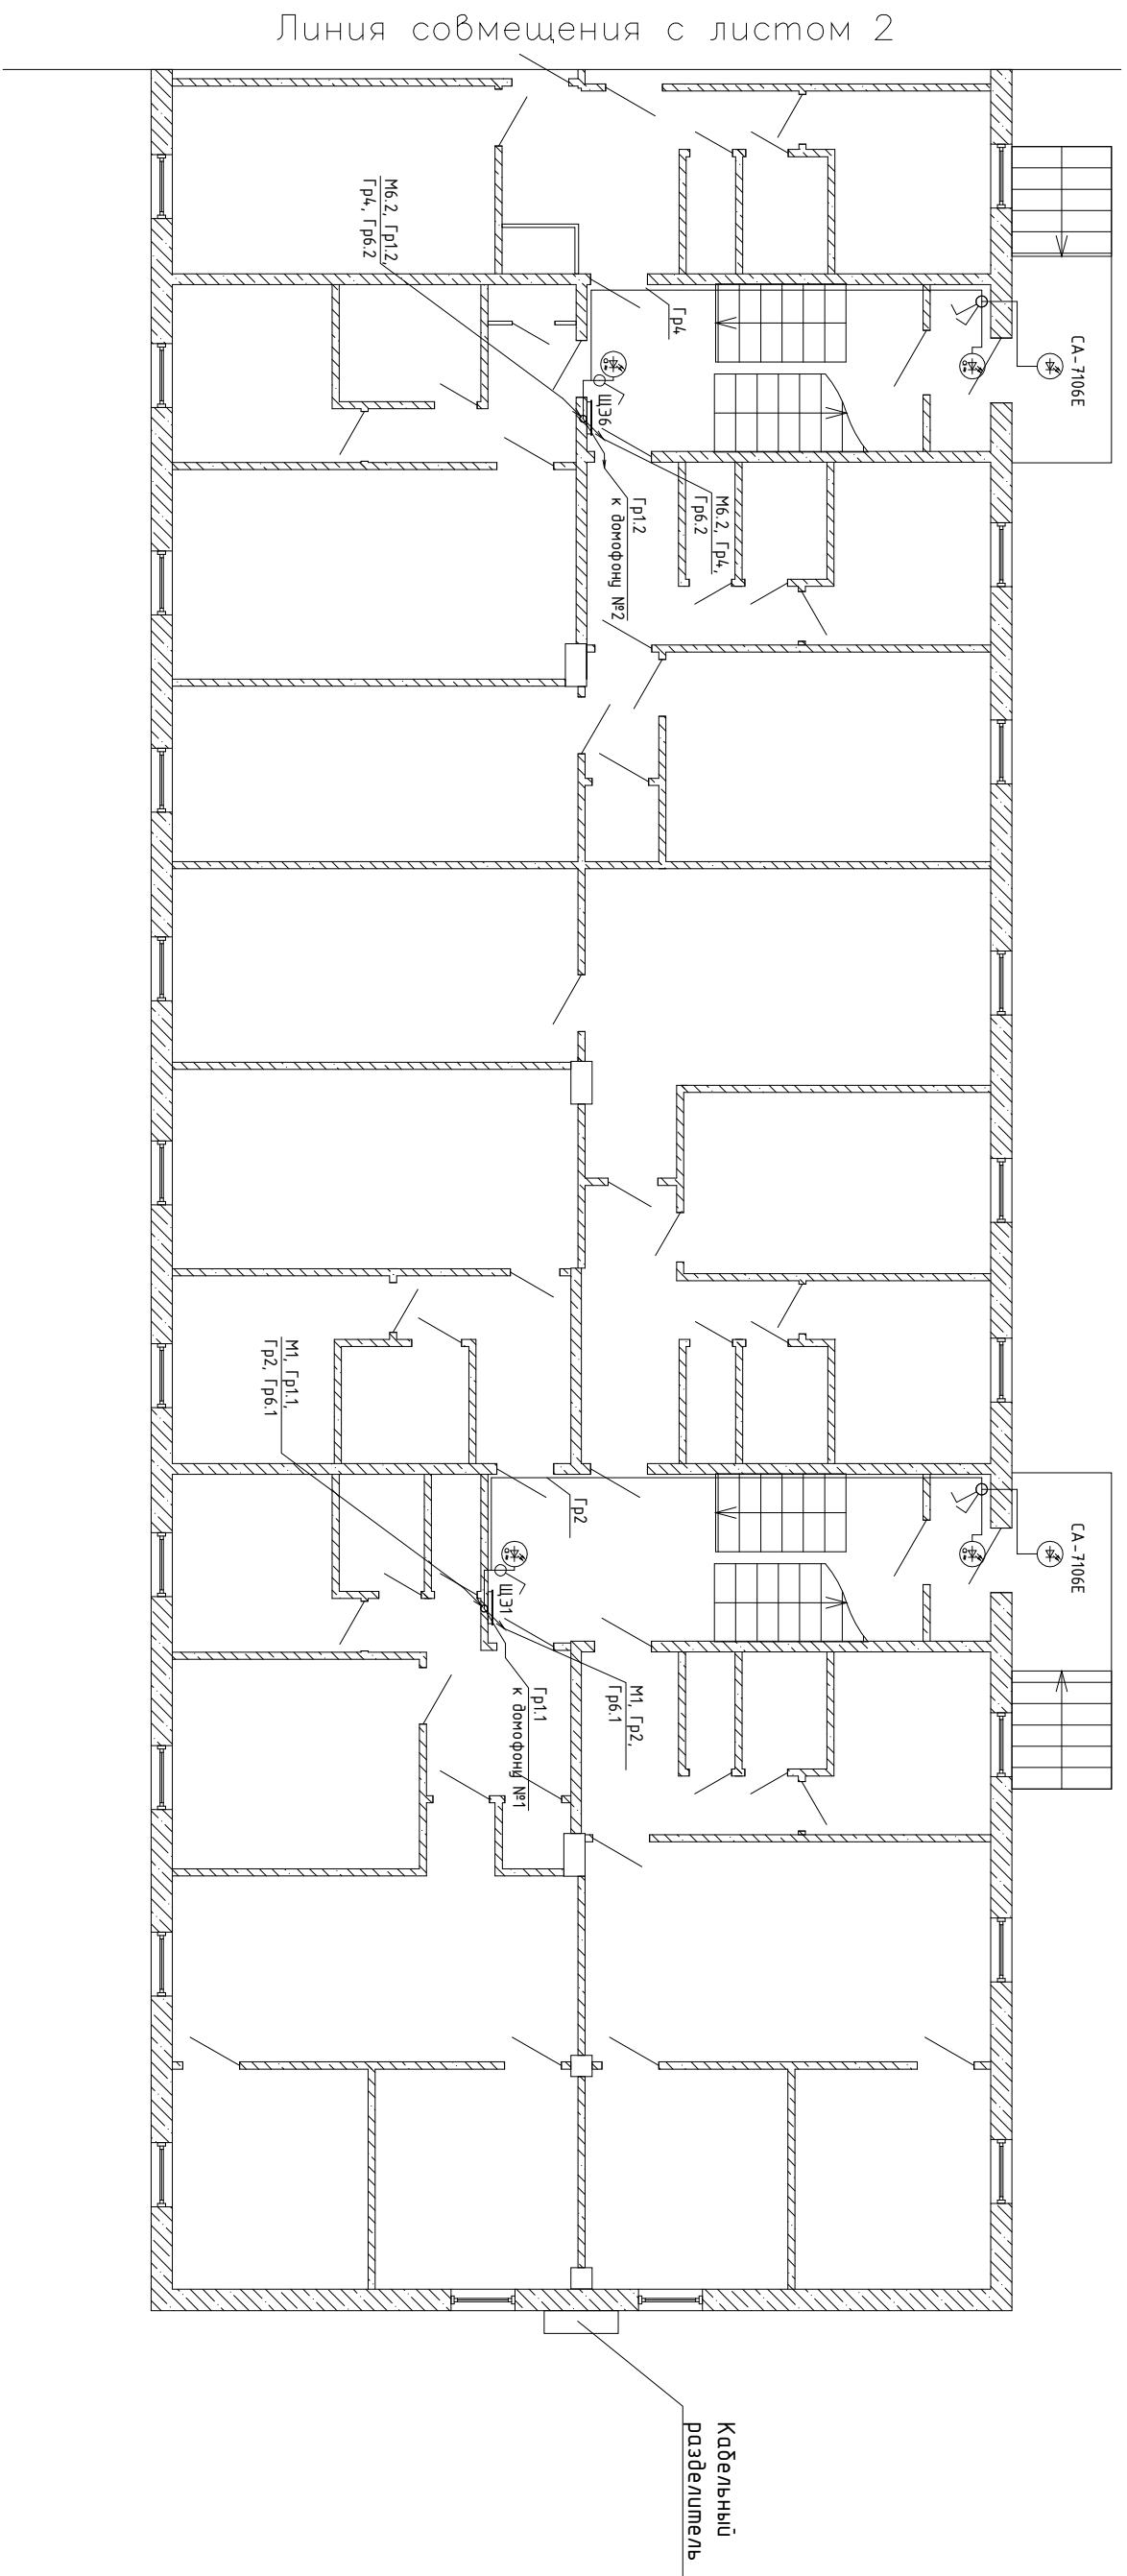 Линия совмещения с листом 2
М6.2, Гр1.2,
Гр4, Гр6.2
Гр4
СА-7106Е
ЩЭ6
М6.2, Гр4,
Гр6.2
Гр1.2
к домофону №2
М1, Гр1.1,
Гр2, Гр6.1
Гр2
СА-7106Е
ЩЭ1
М1, Гр2,
Гр6.1
Гр1.1
к домофону №1
Кабельный
разделитель